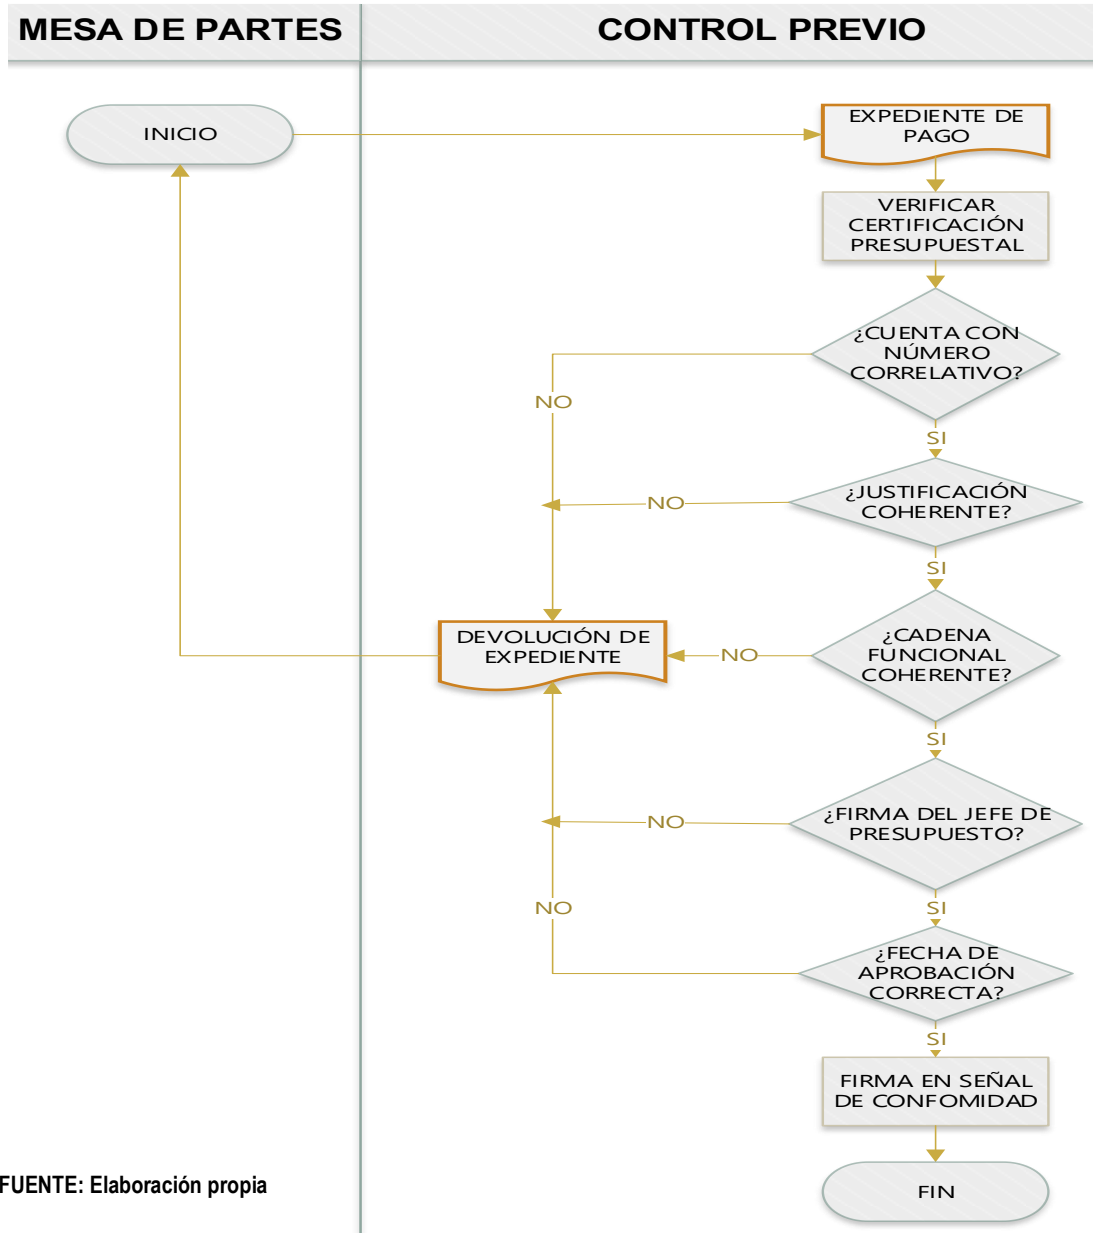 MESA DE PARTES
CONTROL PREVIO
INICIO
EXPEDIENTE DE
PAGO
VERIFICAR
CERTIFICACIÓN
PRESUPUESTAL
¿CUENTA CON
NÚMERO
CORRELATIVO?
NO
SI
¿JUSTIFICACIÓN
COHERENTE?
NO
SI
¿CADENA
FUNCIONAL
COHERENTE?
NO
DEVOLUCIÓN DE
EXPEDIENTE
SI
¿FIRMA DEL JEFE DE
PRESUPUESTO?
NO
SI
NO
¿FECHA DE
APROBACIÓN
CORRECTA?
SI
FIRMA EN SEÑAL
DE CONFOMIDAD
FIN
FUENTE: Elaboración propia